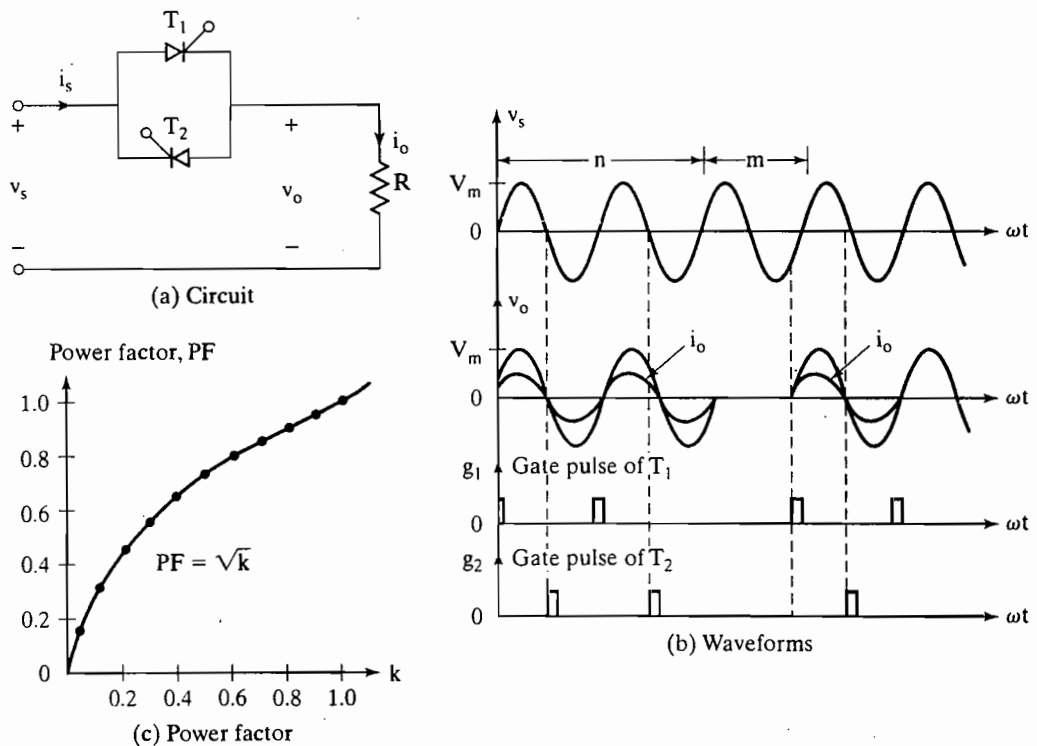 T₁
iₛ
+
T₂
+
iₒ
vₛ
vₒ
R
−
−
(a) Circuit
Power factor, PF
1.0
0.8
0.6
0.4
0.2
0
PF = √k
0.2 0.4 0.6 0.8 1.0
k
(c) Power factor
vₛ
n
m
Vₘ
0
ωt
vₒ
Vₘ
iₒ
iₒ
0
ωt
g₁
Gate pulse of T₁
0
ωt
g₂
Gate pulse of T₂
0
ωt
(b) Waveforms